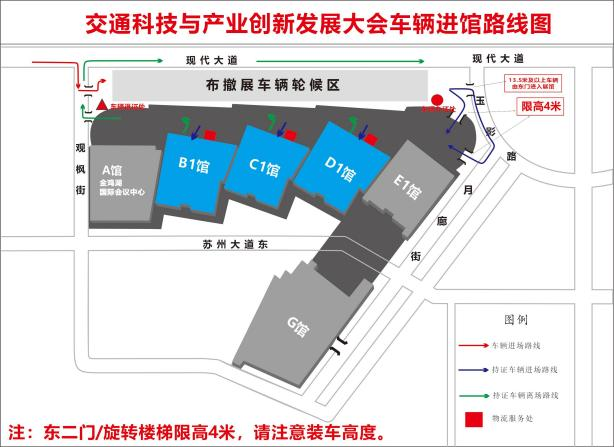 交通科技与产业创新发展大会车辆进馆路线图
现代大道
现代大道
布撤展车辆轮候区
13.5米及以上车辆
由东门进入展馆
限高4米
玉影路
观枫街
A馆
金鸡湖
国际会议中心
B1馆
C1馆
D1馆
E1馆
月廊街
苏州大道东
G馆
图例
车辆进场路线
持证车辆进场路线
持证车辆离场路线
物流服务处
注：东二门/旋转楼梯限高4米，请注意装车高度。